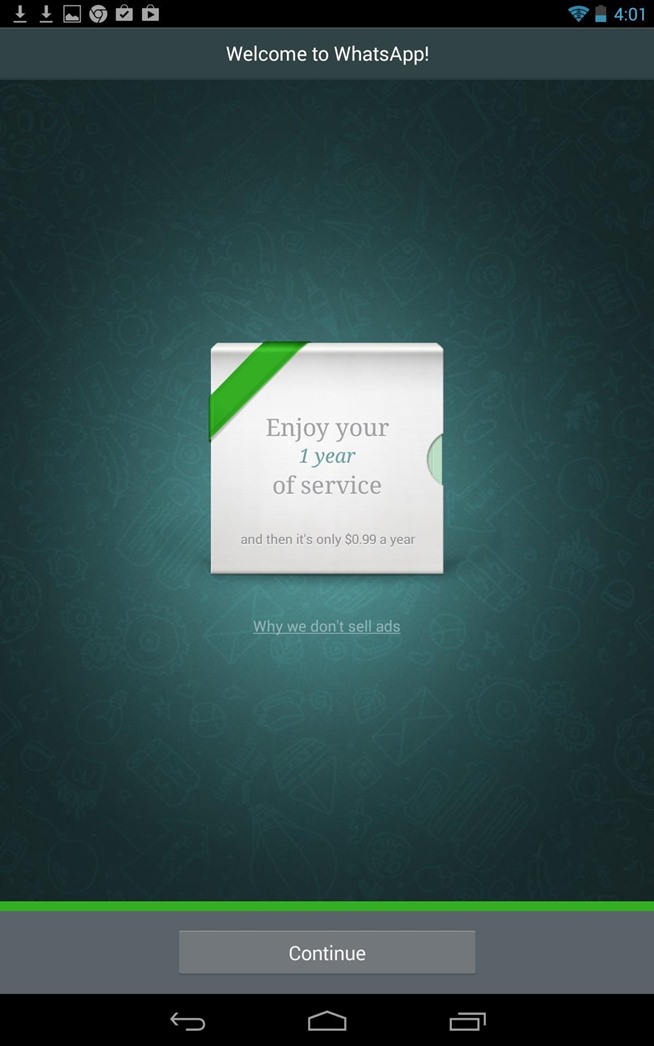 4:01
Welcome to WhatsApp!
Enjoy your
1 year
of service
and then it's only $0.99 a year
Why we don't sell ads
Continue